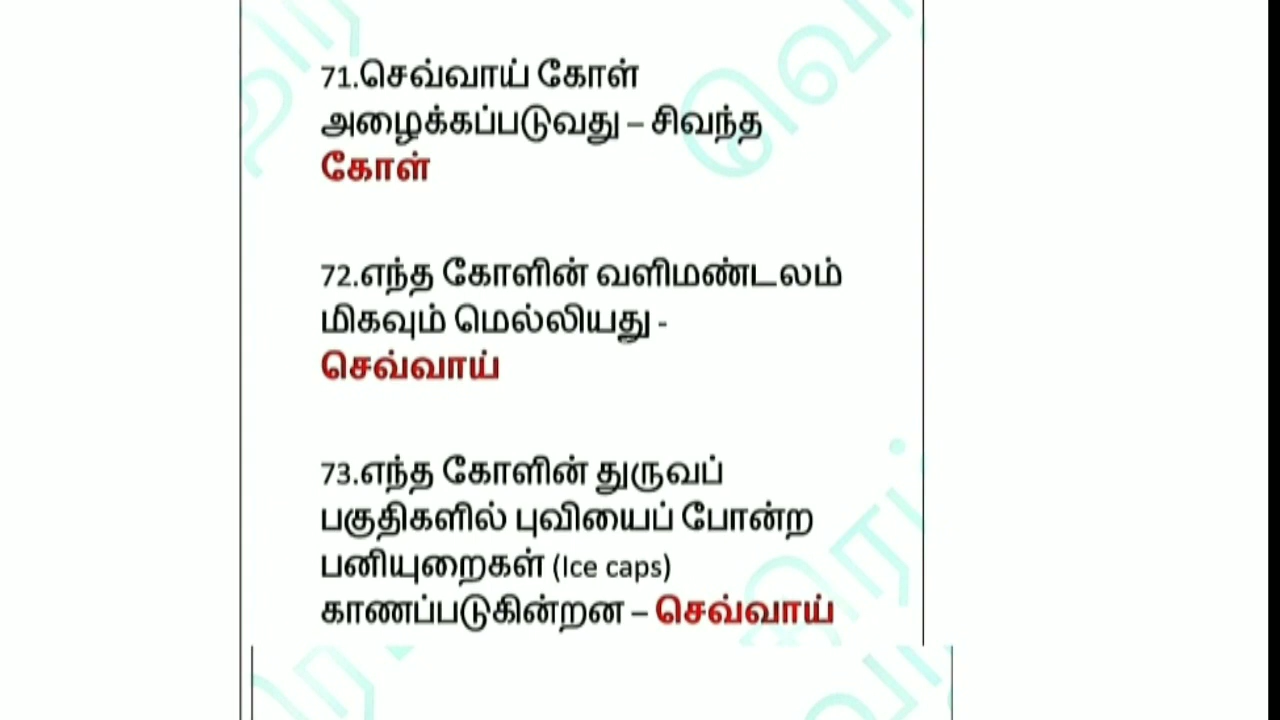 71.செவ்வாய் கோள்
அழைக்கப்படுவது – சிவந்த
கோள்
72.எந்த கோளின் வளிமண்டலம்
மிகவும் மெல்லியது -
செவ்வாய்
73.எந்த கோளின் துருவப்
பகுதிகளில் புவியைப் போன்ற
பனியுறைகள் (Ice caps)
காணப்படுகின்றன – செவ்வாய்